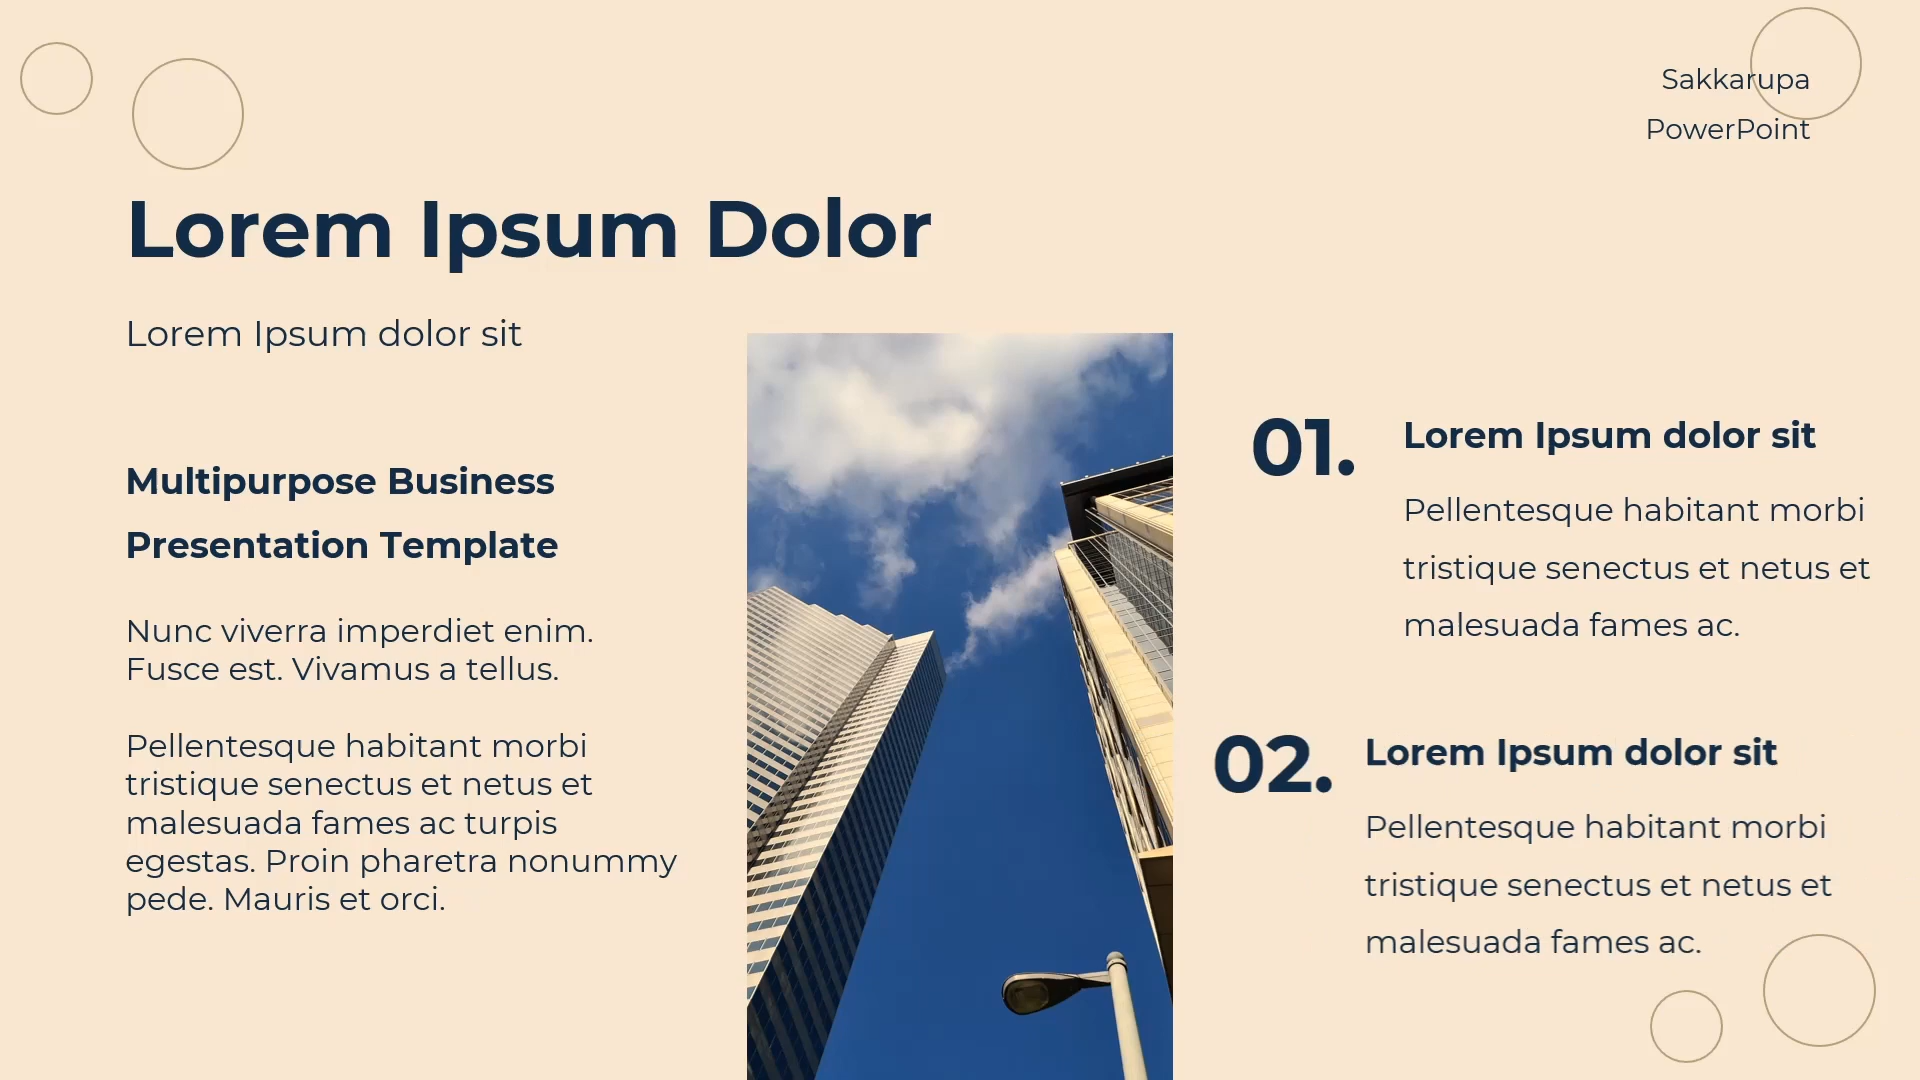 Sakkarupa
PowerPoint
Lorem Ipsum Dolor
Lorem Ipsum dolor sit
Multipurpose Business
Presentation Template
Nunc viverra imperdiet enim.
Fusce est. Vivamus a tellus.
Pellentesque habitant morbi
tristique senectus et netus et
malesuada fames ac turpis
egestas. Proin pharetra nonummy
pede. Mauris et orci.
01.
Lorem Ipsum dolor sit
Pellentesque habitant morbi
tristique senectus et netus et
malesuada fames ac.
02.
Lorem Ipsum dolor sit
Pellentesque habitant morbi
tristique senectus et netus et
malesuada fames ac.